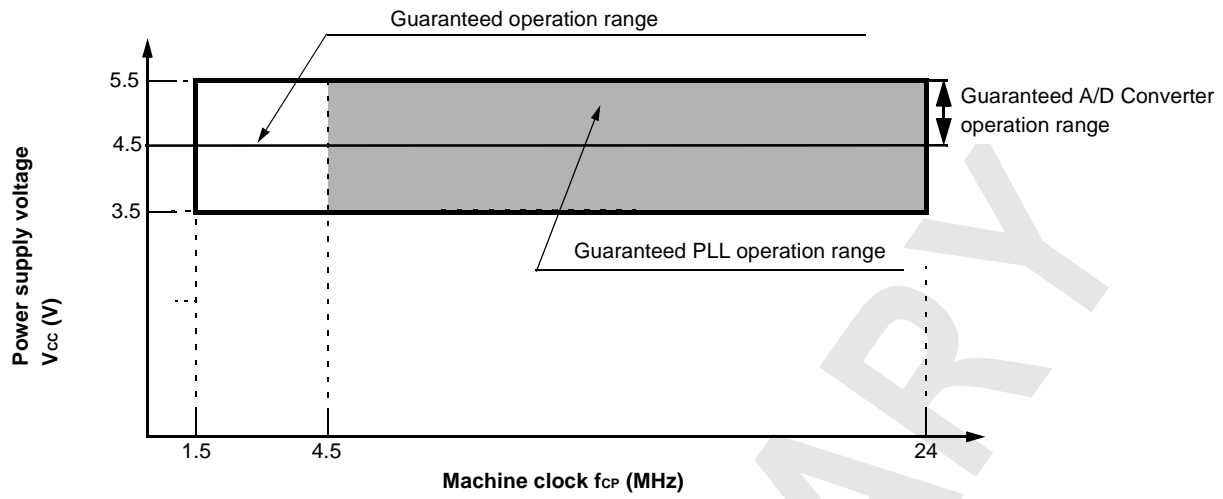 Guaranteed operation range
5.5
Guaranteed A/D Converter
operation range
4.5
3.5
Power supply voltage
Vcc (V)
Guaranteed PLL operation range
1.5
4.5
24
Machine clock fCP (MHz)
ARY